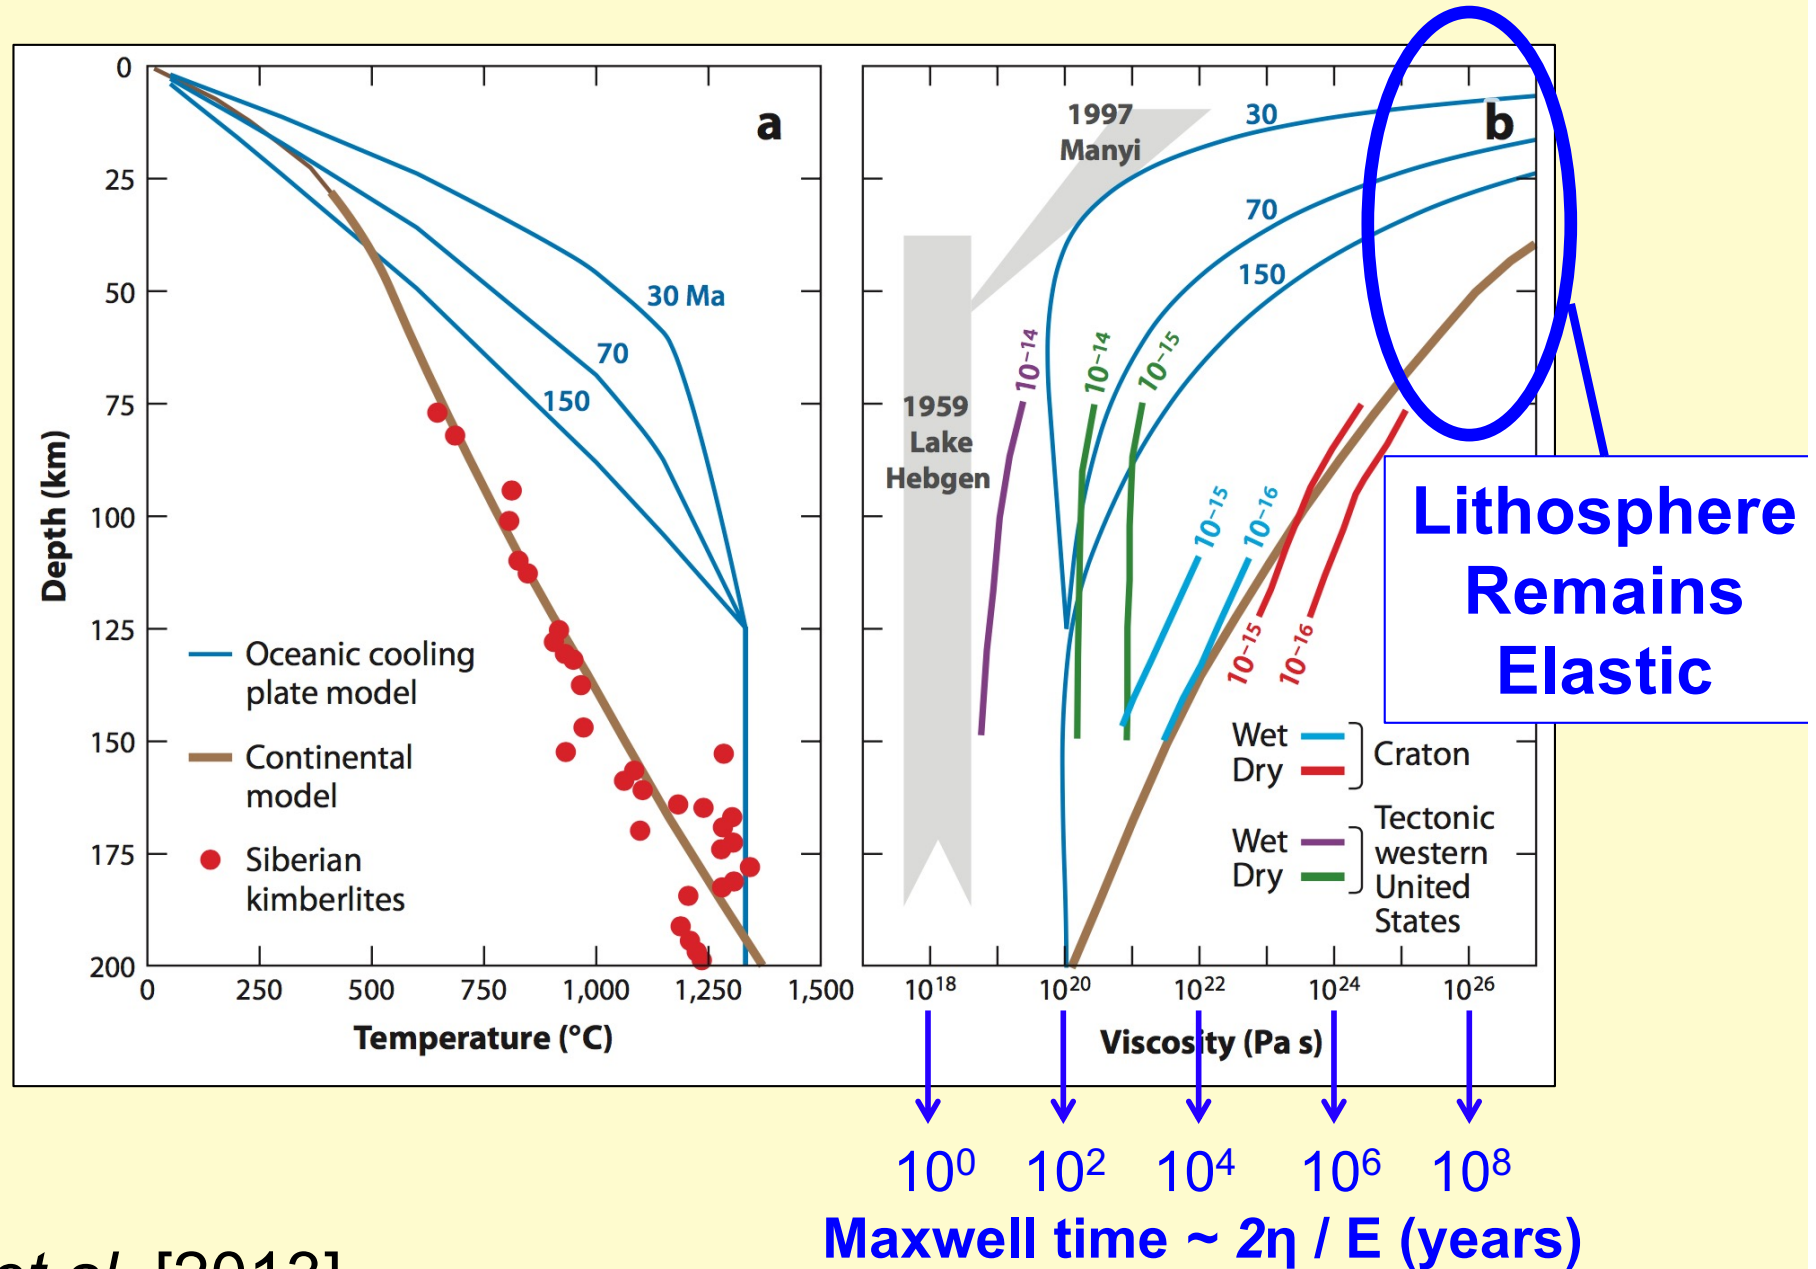 a
b
0
25
50
75
100
125
150
175
200
Depth (km)
30 Ma
70
150
Oceanic cooling
plate model
Continental
model
Siberian
kimberlites
0
250
500
750
1,000
1,250
1,500
Temperature (°C)
1997
Manyi
1959
Lake
Hebgen
30
70
150
10⁻¹⁴
10⁻¹⁴
10⁻¹⁵
10⁻¹⁵
10⁻¹⁶
10⁻¹⁵
10⁻¹⁶
Wet
Dry
Craton
Wet
Dry
Tectonic
western
United
States
10¹⁸
10²⁰
10²²
10²⁴
10²⁶
Viscosity (Pa s)
Lithosphere
Remains
Elastic
10⁰
10²
10⁴
10⁶
10⁸
Maxwell time ~ 2η / E (years)